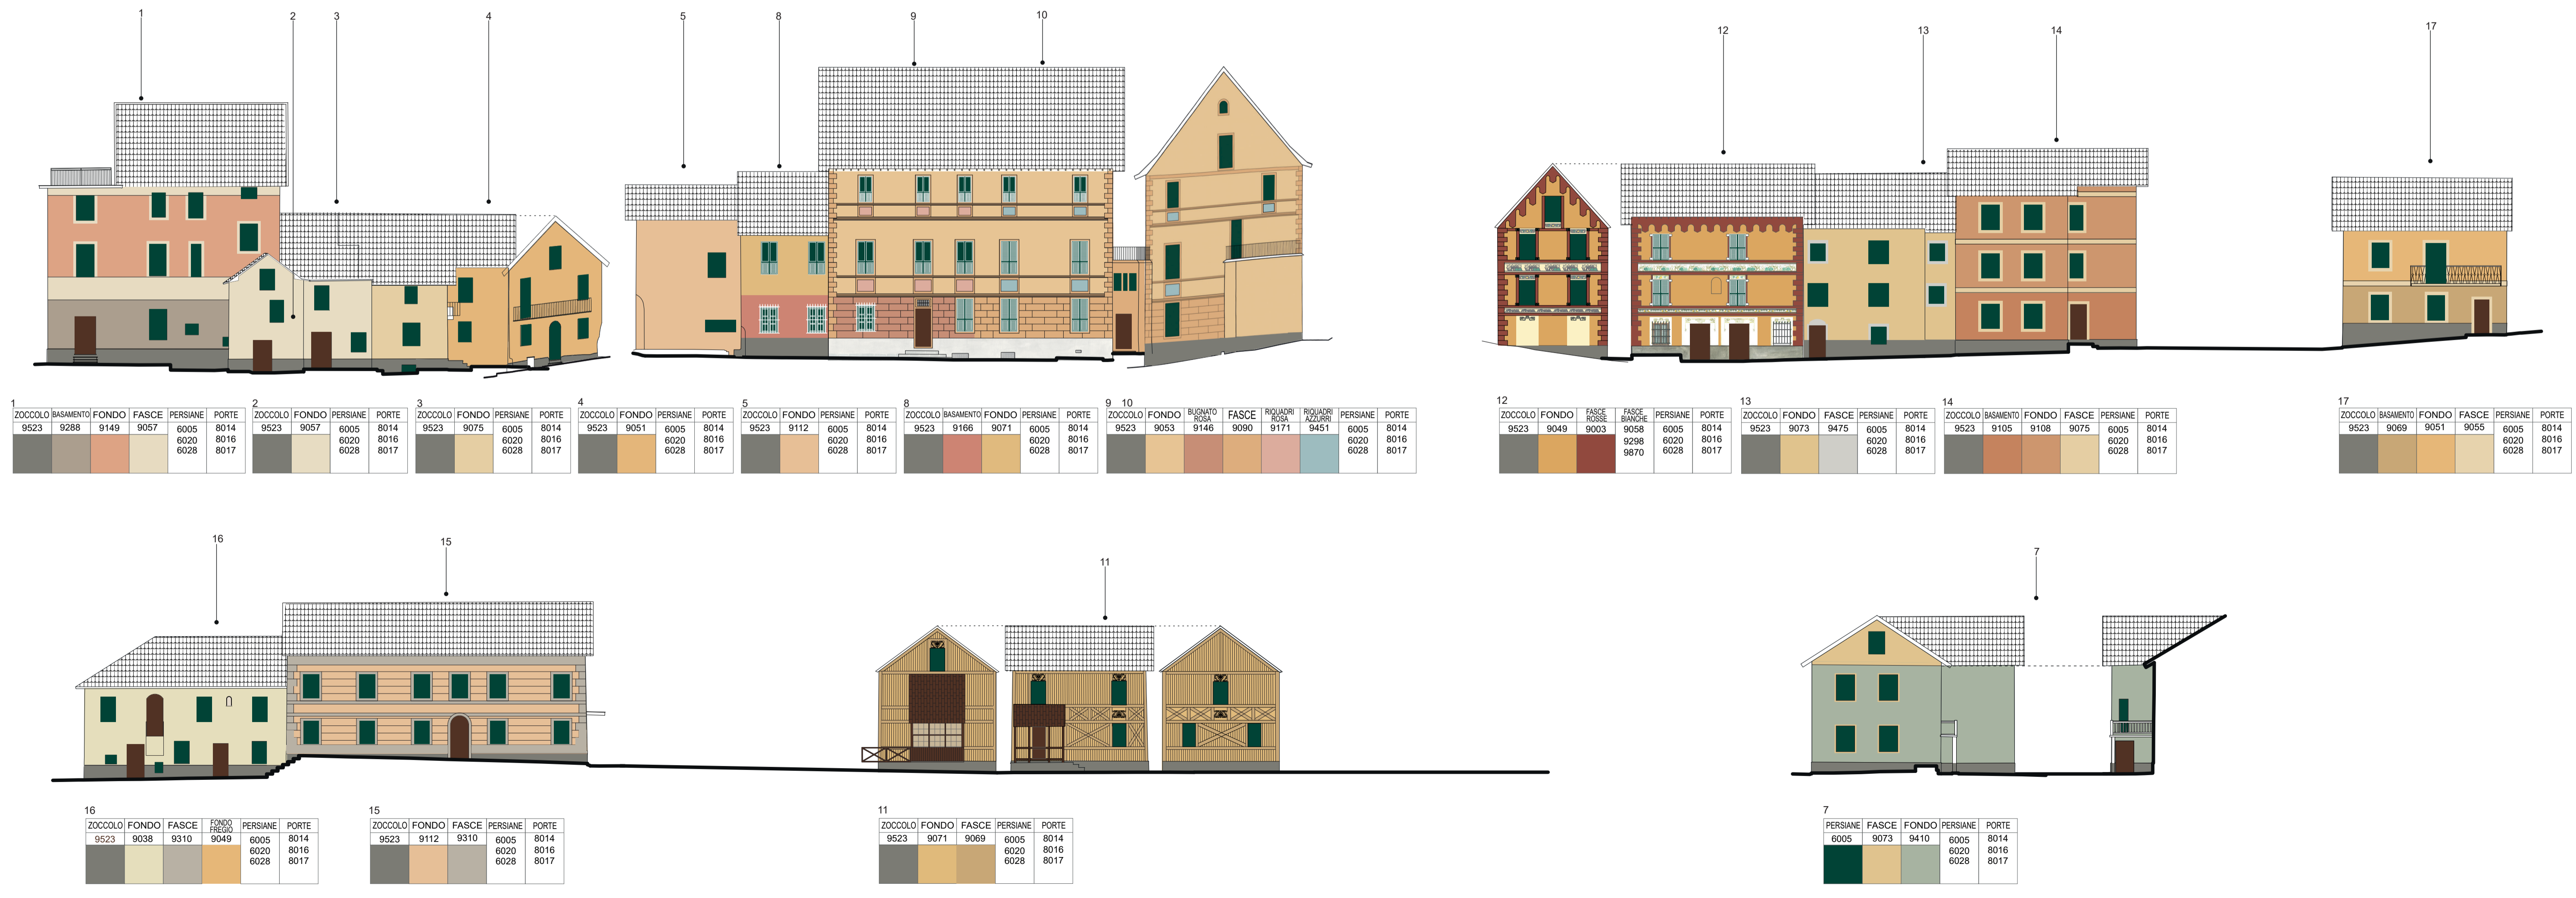 1
2
3
4
5
8
9
10
12
13
14
17
1
ZOCCOLO BASAMENTO FONDO FASCE PERSIANE PORTE
9523 9288 9149 9057 6005 8014
6020 8016
6028 8017
2
ZOCCOLO FONDO PERSIANE PORTE
9523 9057 6005 8014
6020 8016
6028 8017
3
ZOCCOLO FONDO PERSIANE PORTE
9523 9075 6005 8014
6020 8016
6028 8017
4
ZOCCOLO FONDO PERSIANE PORTE
9523 9051 6005 8014
6020 8016
6028 8017
5
ZOCCOLO FONDO PERSIANE PORTE
9523 9112 6005 8014
6020 8016
6028 8017
8
ZOCCOLO BASAMENTO FONDO PERSIANE PORTE
9523 9166 9071 6005 8014
6020 8016
6028 8017
9 10
ZOCCOLO FONDO BUGNATO ROSA FASCE RIQUADRI ROSA RIQUADRI AZZURRI PERSIANE PORTE
9523 9053 9146 9090 9171 9451 6005 8014
6020 8016
6028 8017
12
ZOCCOLO FONDO FASCE ROSSE FASCE BIANCHE PERSIANE PORTE
9523 9049 9003 9058 6005 8014
9298 6020 8016
9870 6028 8017
13
ZOCCOLO FONDO FASCE PERSIANE PORTE
9523 9073 9475 6005 8014
6020 8016
6028 8017
14
ZOCCOLO BASAMENTO FONDO FASCE PERSIANE PORTE
9523 9105 9108 9075 6005 8014
6020 8016
6028 8017
17
ZOCCOLO BASAMENTO FONDO FASCE PERSIANE PORTE
9523 9069 9051 9055 6005 8014
6020 8016
6028 8017
16
15
11
7
16
ZOCCOLO FONDO FASCE FONDO FREGIO PERSIANE PORTE
9523 9038 9310 9049 6005 8014
6020 8016
6028 8017
15
ZOCCOLO FONDO FASCE PERSIANE PORTE
9523 9112 9310 6005 8014
6020 8016
6028 8017
11
ZOCCOLO FONDO FASCE PERSIANE PORTE
9523 9071 9069 6005 8014
6020 8016
6028 8017
7
PERSIANE FASCE FONDO PERSIANE PORTE
6005 9073 9410 6005 8014
6020 8016
6028 8017